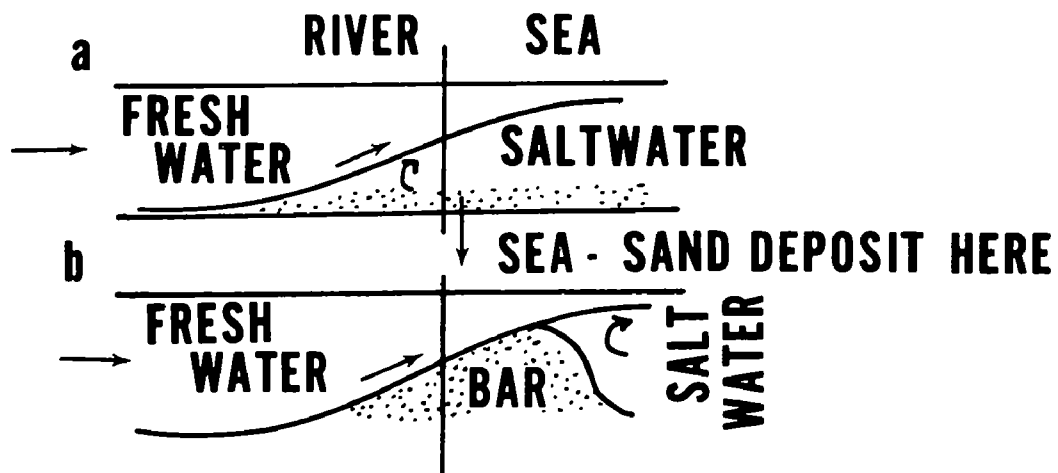 RIVER SEA
a
FRESH
WATER
SALTWATER
SEA - SAND DEPOSIT HERE
b
FRESH
WATER
BAR
SALT
WATER